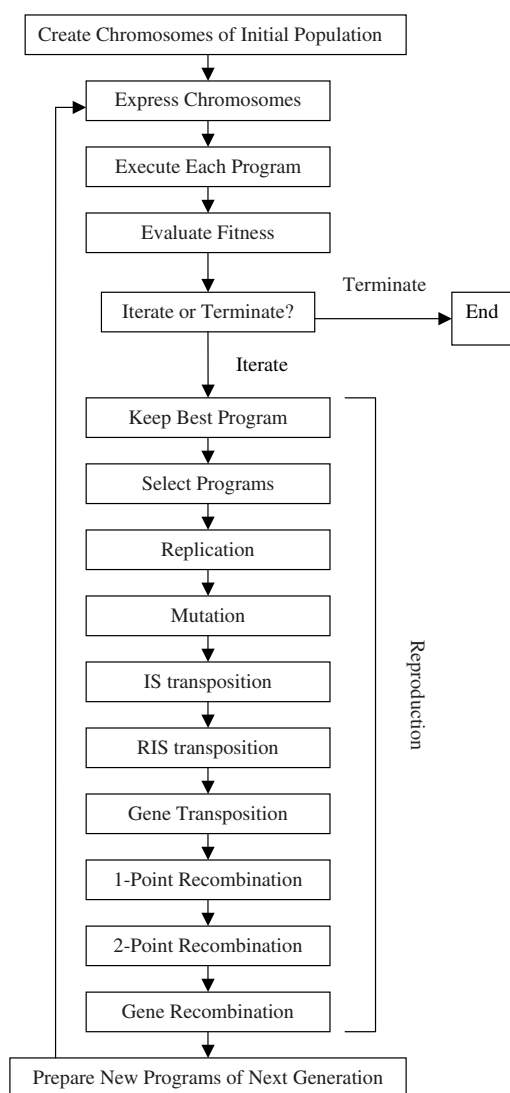 Create Chromosomes of Initial Population
Express Chromosomes
Execute Each Program
Evaluate Fitness
Iterate or Terminate?
Terminate
End
Iterate
Keep Best Program
Select Programs
Replication
Mutation
IS transposition
RIS transposition
Gene Transposition
1-Point Recombination
2-Point Recombination
Gene Recombination
Reproduction
Prepare New Programs of Next Generation